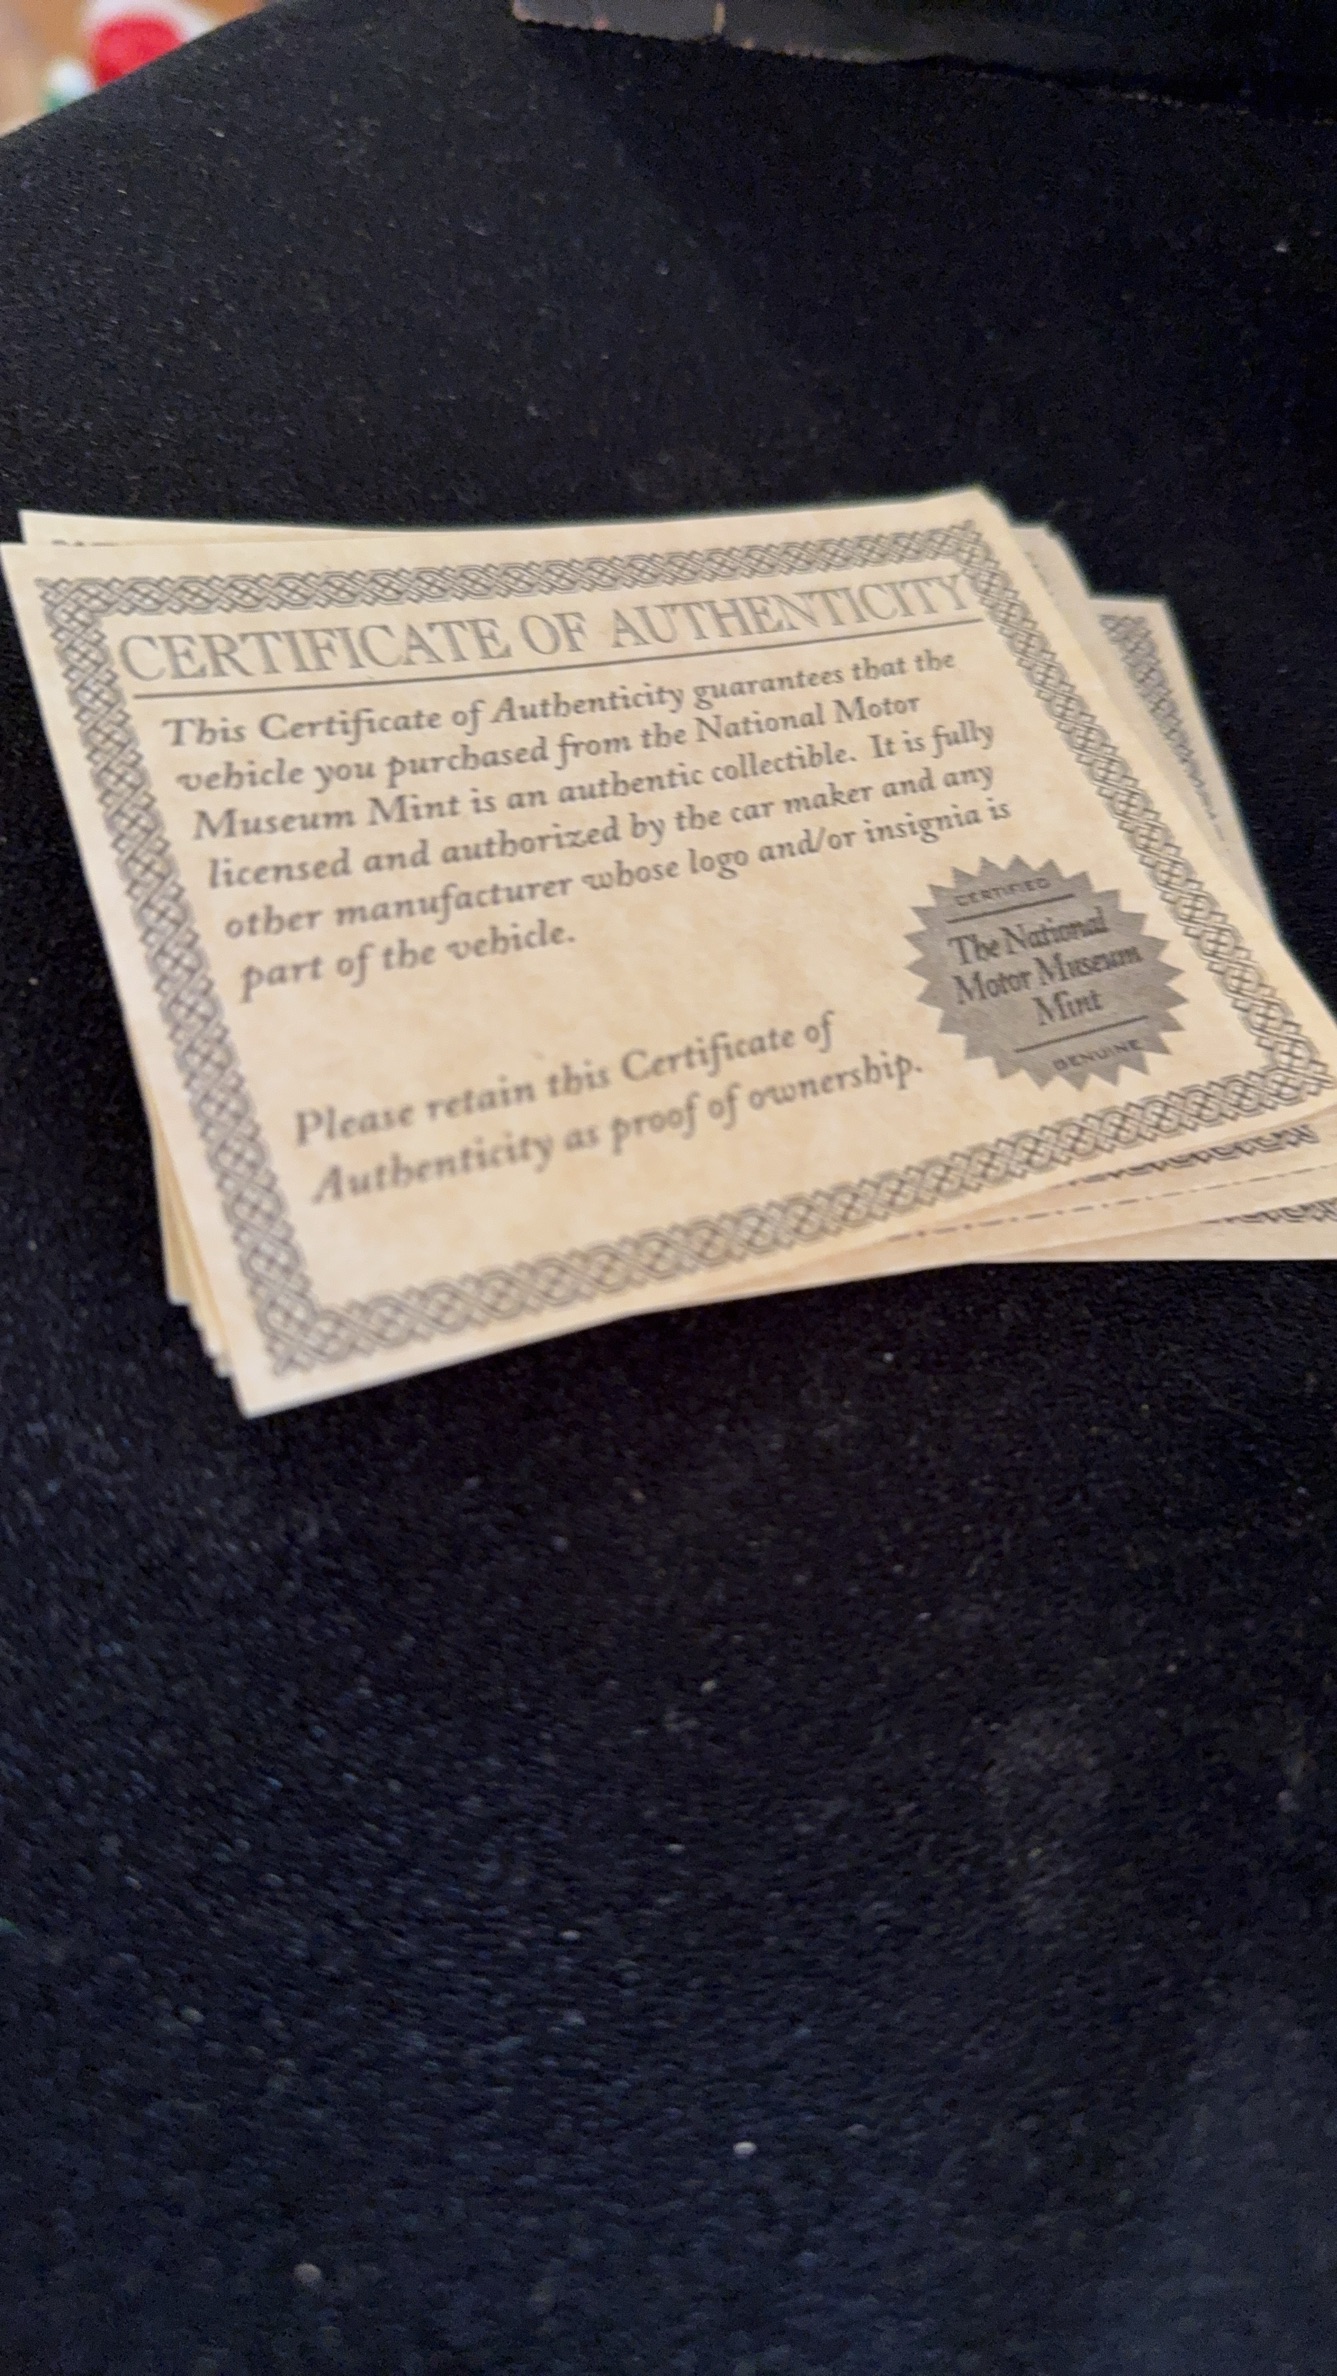 CERTIFICATE OF AUTHENTICITY
This Certificate of Authenticity guarantees that the
vehicle you purchased from the National Motor
Museum Mint is an authentic collectible. It is fully
licensed and authorized by the car maker and any
other manufacturer whose logo and/or insignia is
part of the vehicle.
Please retain this Certificate of
Authenticity as proof of ownership.
CERTIFIED
The National
Motor Museum
Mint
GENUINE